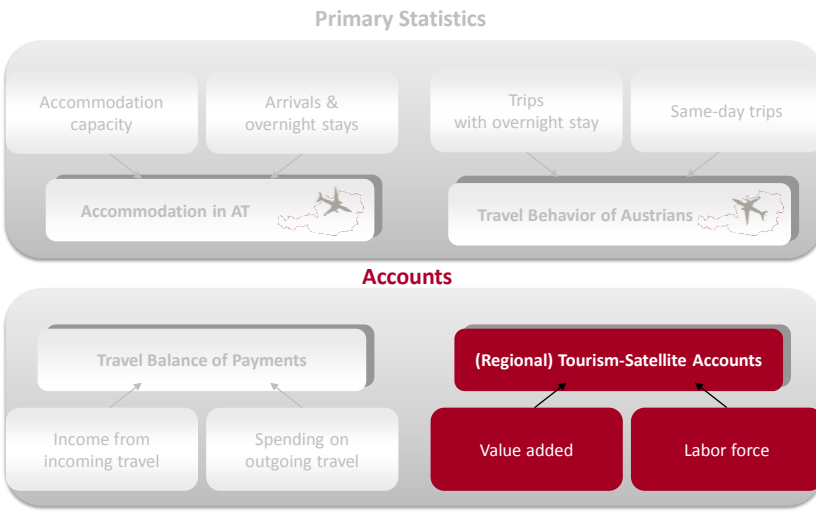 Primary Statistics
Accommodation
capacity
Arrivals &
overnight stays
Trips
with overnight stay
Same-day trips
Accommodation in AT
Travel Behavior of Austrians
Accounts
Travel Balance of Payments
(Regional) Tourism-Satellite Accounts
Income from
incoming travel
Spending on
outgoing travel
Value added
Labor force